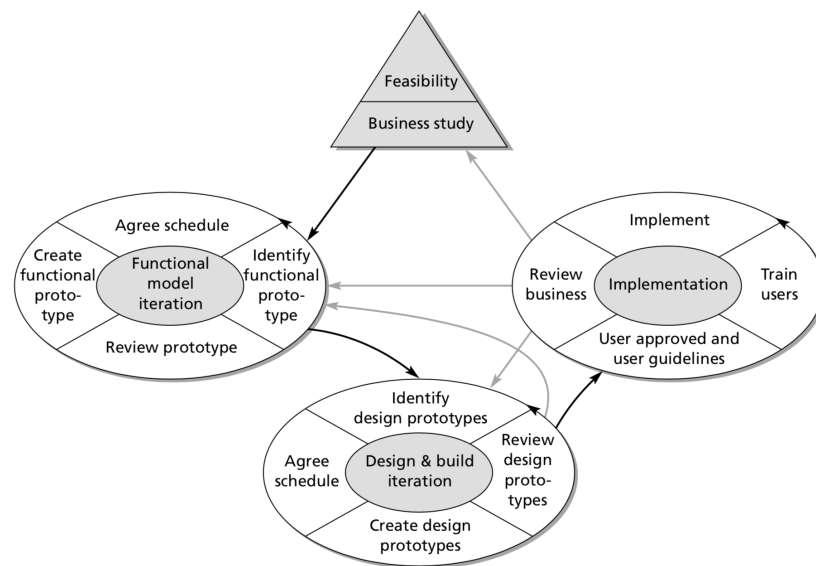 Feasibility
Business study
Agree schedule
Create
functional
proto-
type
Functional
model
iteration
Identify
functional
proto-
type
Review prototype
Implement
Review
business
Implementation
Train
users
User approved and
user guidelines
Identify
design prototypes
Agree
schedule
Design & build
iteration
Review
design
proto-
types
Create design
prototypes